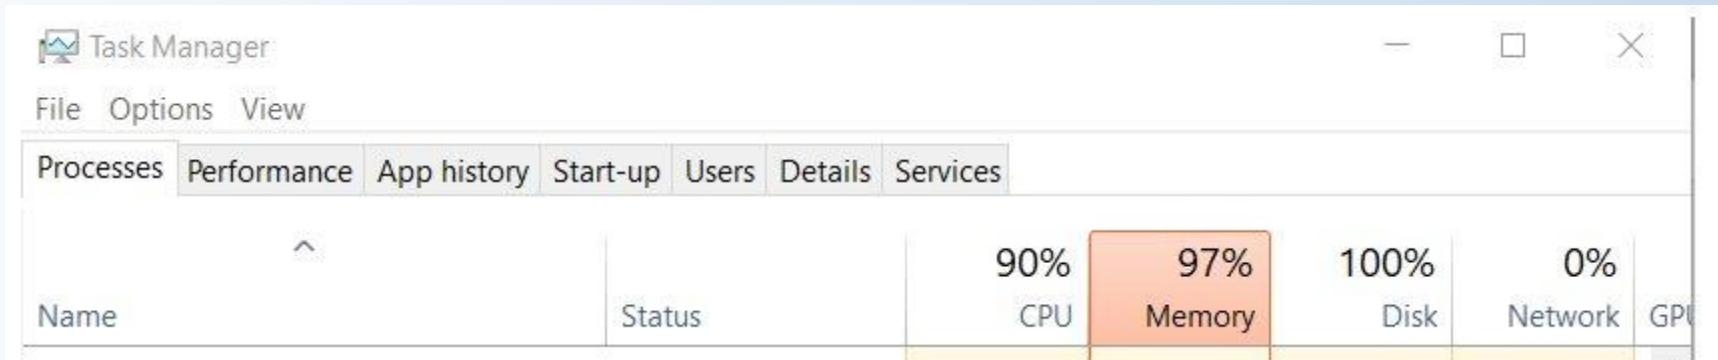 Task Manager
File Options View
Processes Performance App history Start-up Users Details Services
90% 97% 100% 0%
Name Status CPU Memory Disk Network